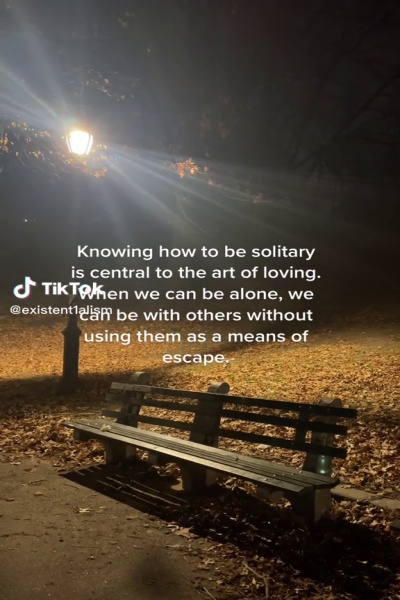 Knowing how to be solitary
is central to the art of loving.
When we can be alone, we
can be with others without
using them as a means of
escape.
TikTok
@existent1alism